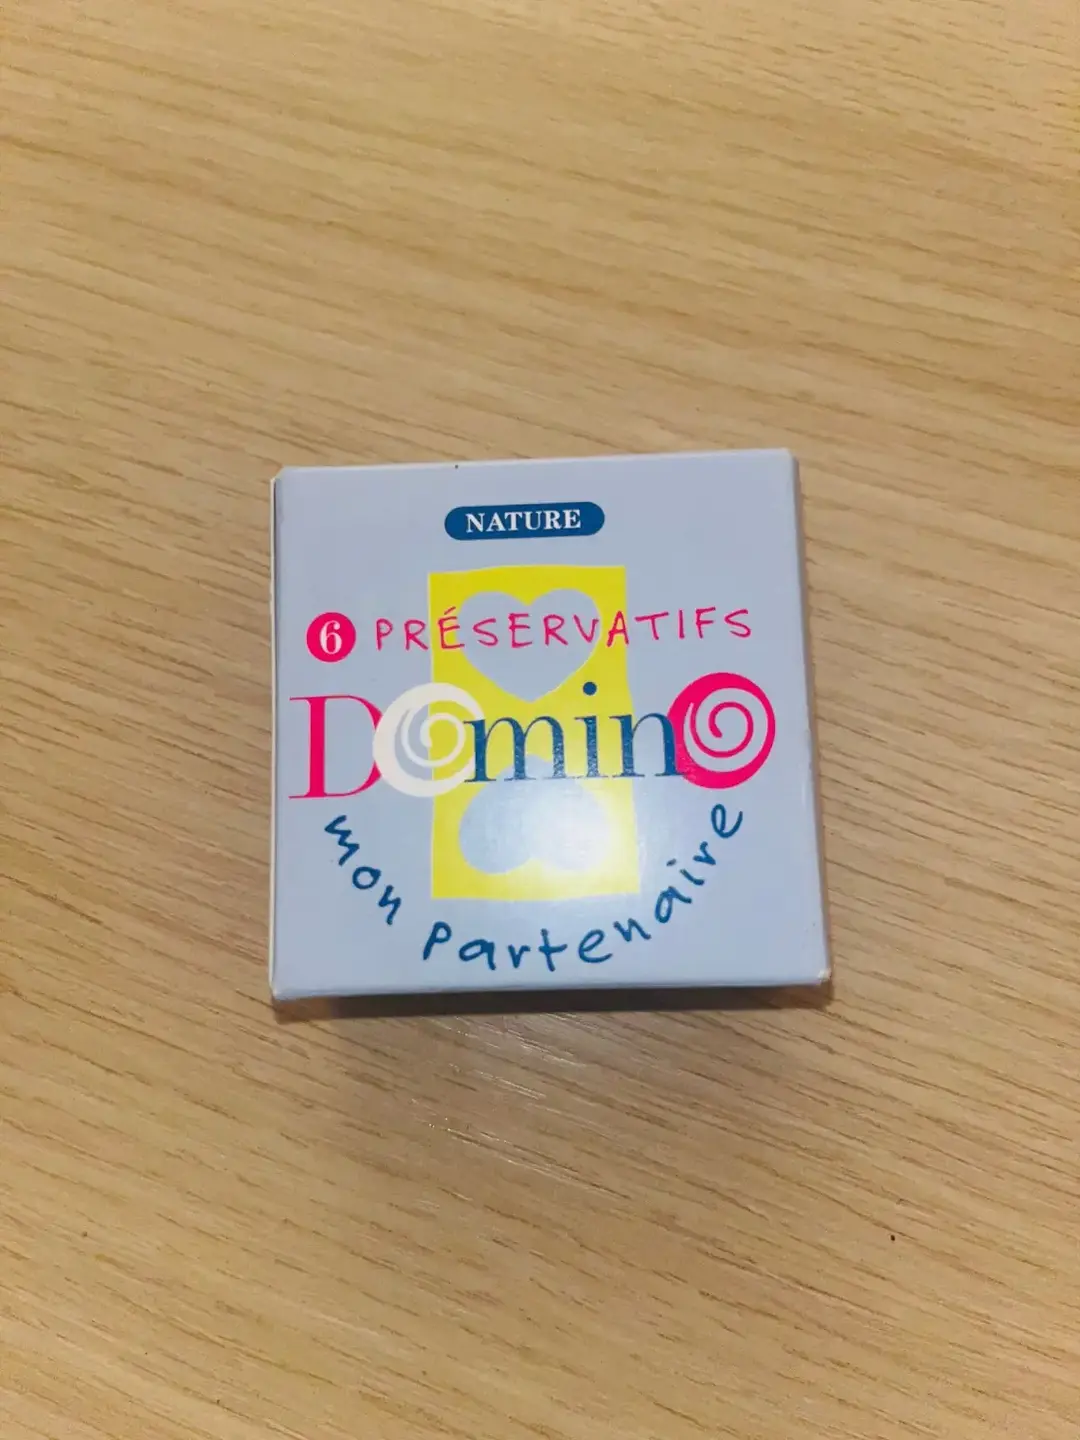 NATURE
6 PRÉSERVATIFS
DominO
mon partenaire